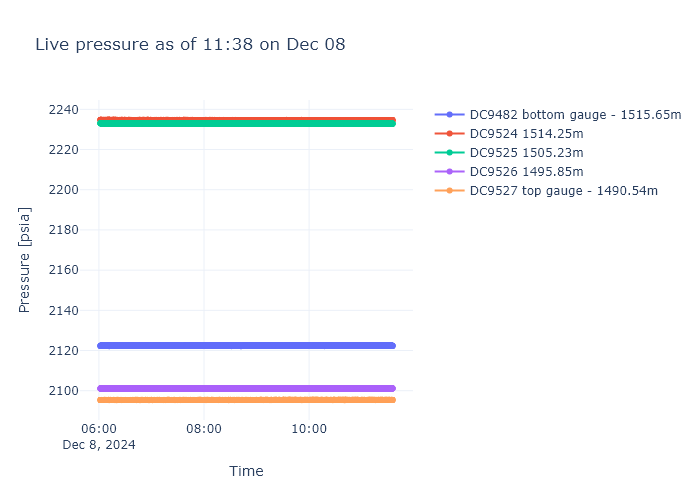 Live pressure as of 11:38 on Dec 08
2240
2220
2200
2180
2160
2140
2120
2100
Pressure [psia]
06:00
Dec 8, 2024
08:00
10:00
Time
DC9482 bottom gauge - 1515.65m
DC9524 1514.25m
DC9525 1505.23m
DC9526 1495.85m
DC9527 top gauge - 1490.54m